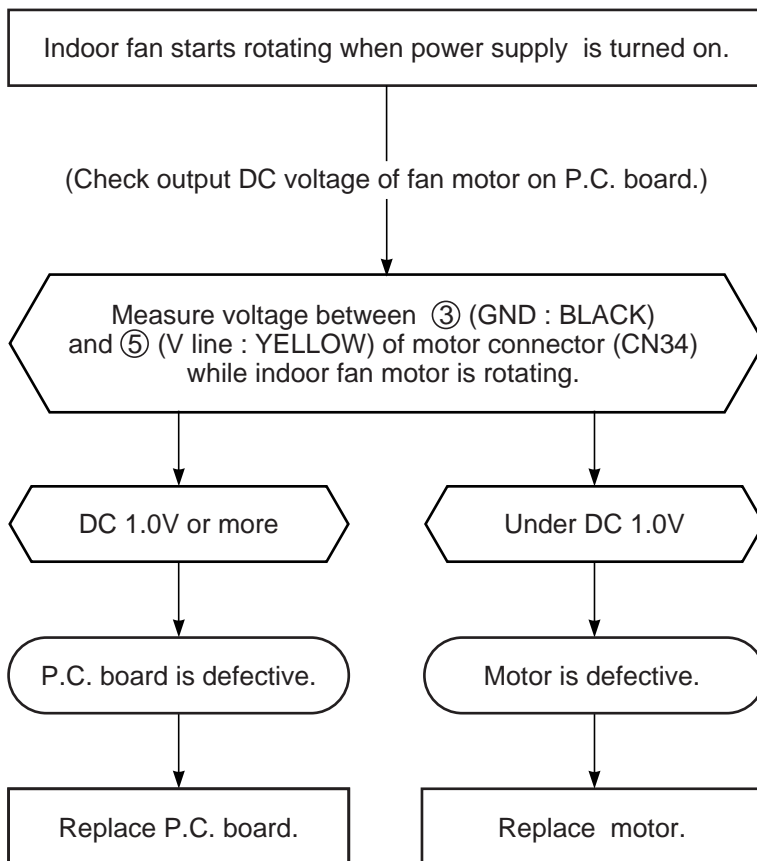 Indoor fan starts rotating when power supply is turned on.
(Check output DC voltage of fan motor on P.C. board.)
Measure voltage between ③ (GND : BLACK)
and ⑤ (V line : YELLOW) of motor connector (CN34)
while indoor fan motor is rotating.
DC 1.0V or more
Under DC 1.0V
P.C. board is defective.
Motor is defective.
Replace P.C. board.
Replace motor.